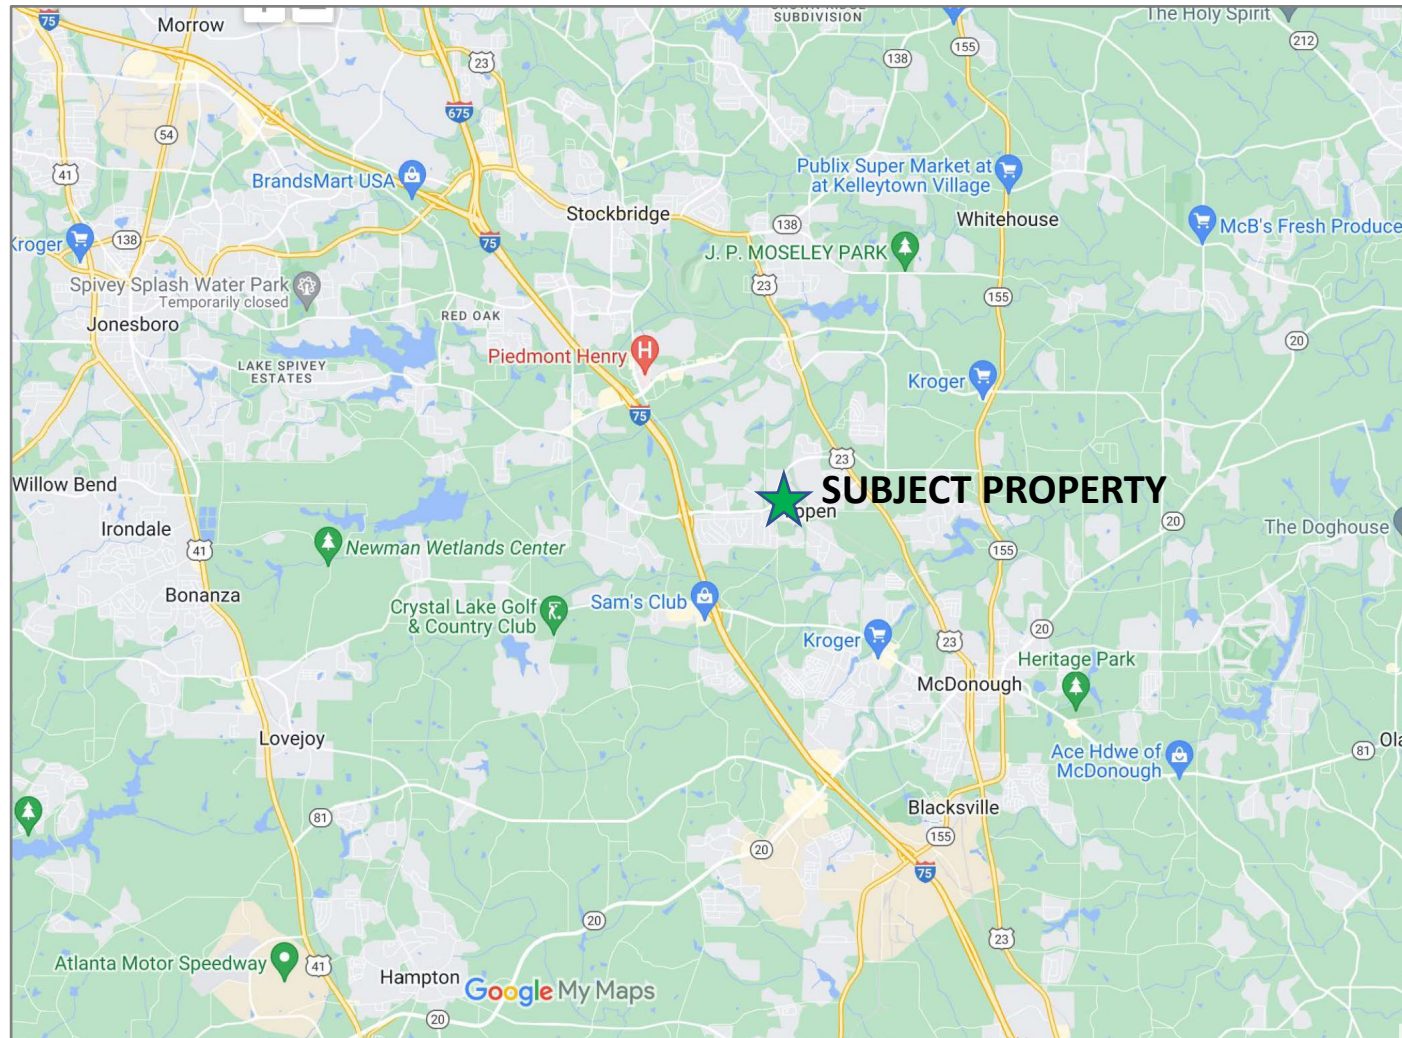 75
Morrow
SUBDIVISION
The Holy Spirit
155
212
23
138
675
54
41
BrandsMart USA
Publix Super Market at
at Kelleytown Village
Stockbridge
138
Whitehouse
McB's Fresh Produce
Kroger
138
75
J. P. MOSELEY PARK
Spivey Splash Water Park
Temporarily closed
23
155
RED OAK
Jonesboro
20
Piedmont Henry
H
LAKE SPIVEY
ESTATES
Kroger
75
23
Willow Bend
SUBJECT PROPERTY
open
20
Irondale
The Doghouse
41
Newman Wetlands Center
155
Bonanza
Crystal Lake Golf
& Country Club
Sam's Club
20
Kroger
23
Heritage Park
McDonough
Lovejoy
81
Ola
Ace Hdwe of
McDonough
81
Blacksville
155
20
75
20
23
Atlanta Motor Speedway
41
Hampton
Google My Maps
20